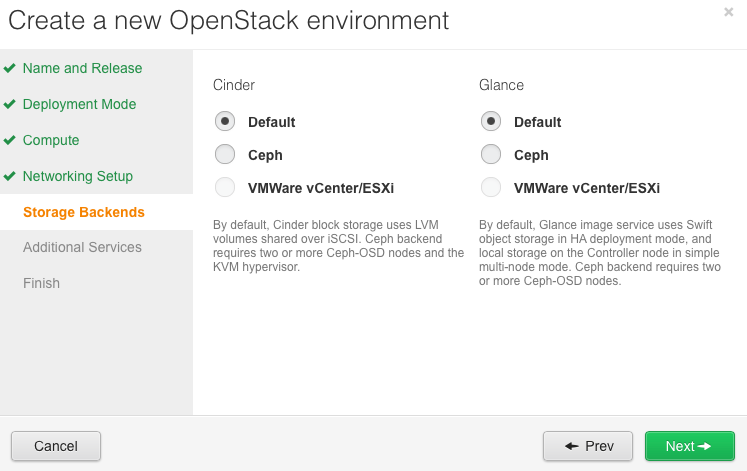 Create a new OpenStack environment
×
Name and Release
Deployment Mode
Compute
Networking Setup
Storage Backends
Additional Services
Finish
Cinder
Default
Ceph
VMWare vCenter/ESXi
By default, Cinder block storage uses LVM
volumes shared over iSCSI. Ceph backend
requires two or more Ceph-OSD nodes and the
KVM hypervisor.
Glance
Default
Ceph
VMWare vCenter/ESXi
By default, Glance image service uses Swift
object storage in HA deployment mode, and
local storage on the Controller node in simple
multi-node mode. Ceph backend requires two
or more Ceph-OSD nodes.
Cancel
Prev
Next